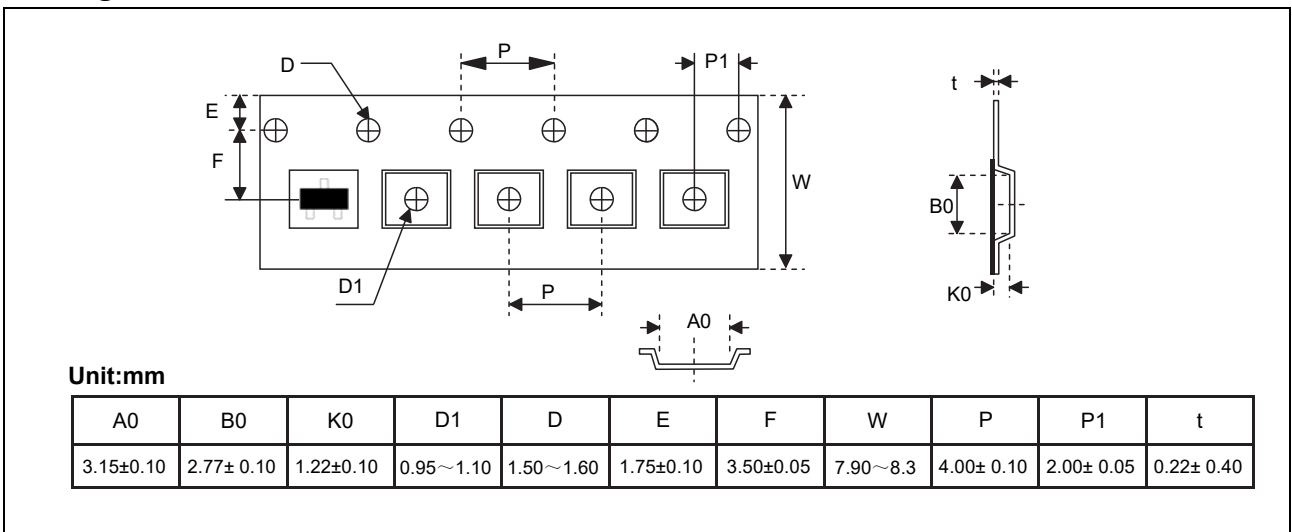 P
D
P1
t
E
F
W
B0
D1
P
K0
A0
Unit:mm
A0 B0 K0 D1 D E F W P P1 t
3.15±0.10 2.77± 0.10 1.22±0.10 0.95～1.10 1.50～1.60 1.75±0.10 3.50±0.05 7.90～8.3 4.00± 0.10 2.00± 0.05 0.22± 0.40